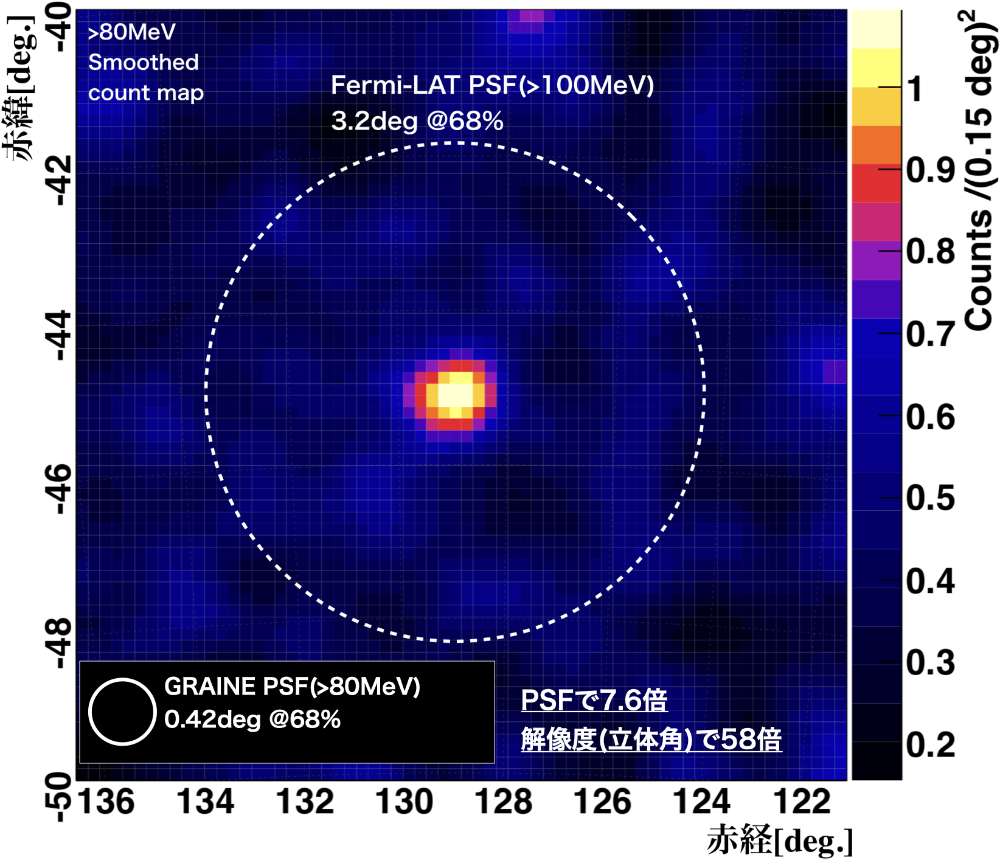 >80MeV
Smoothed
count map
Fermi-LAT PSF(>100MeV)
3.2deg @68%
GRAINE PSF(>80MeV)
0.42deg @68%
PSFで7.6倍
解像度(立体角)で58倍
赤緯[deg.]
-40
-42
-44
-46
-48
-50
136
134
132
130
128
126
124
122
赤経[deg.]
1
0.9
0.8
0.7
0.6
0.5
0.4
0.3
0.2
Counts /(0.15 deg)²